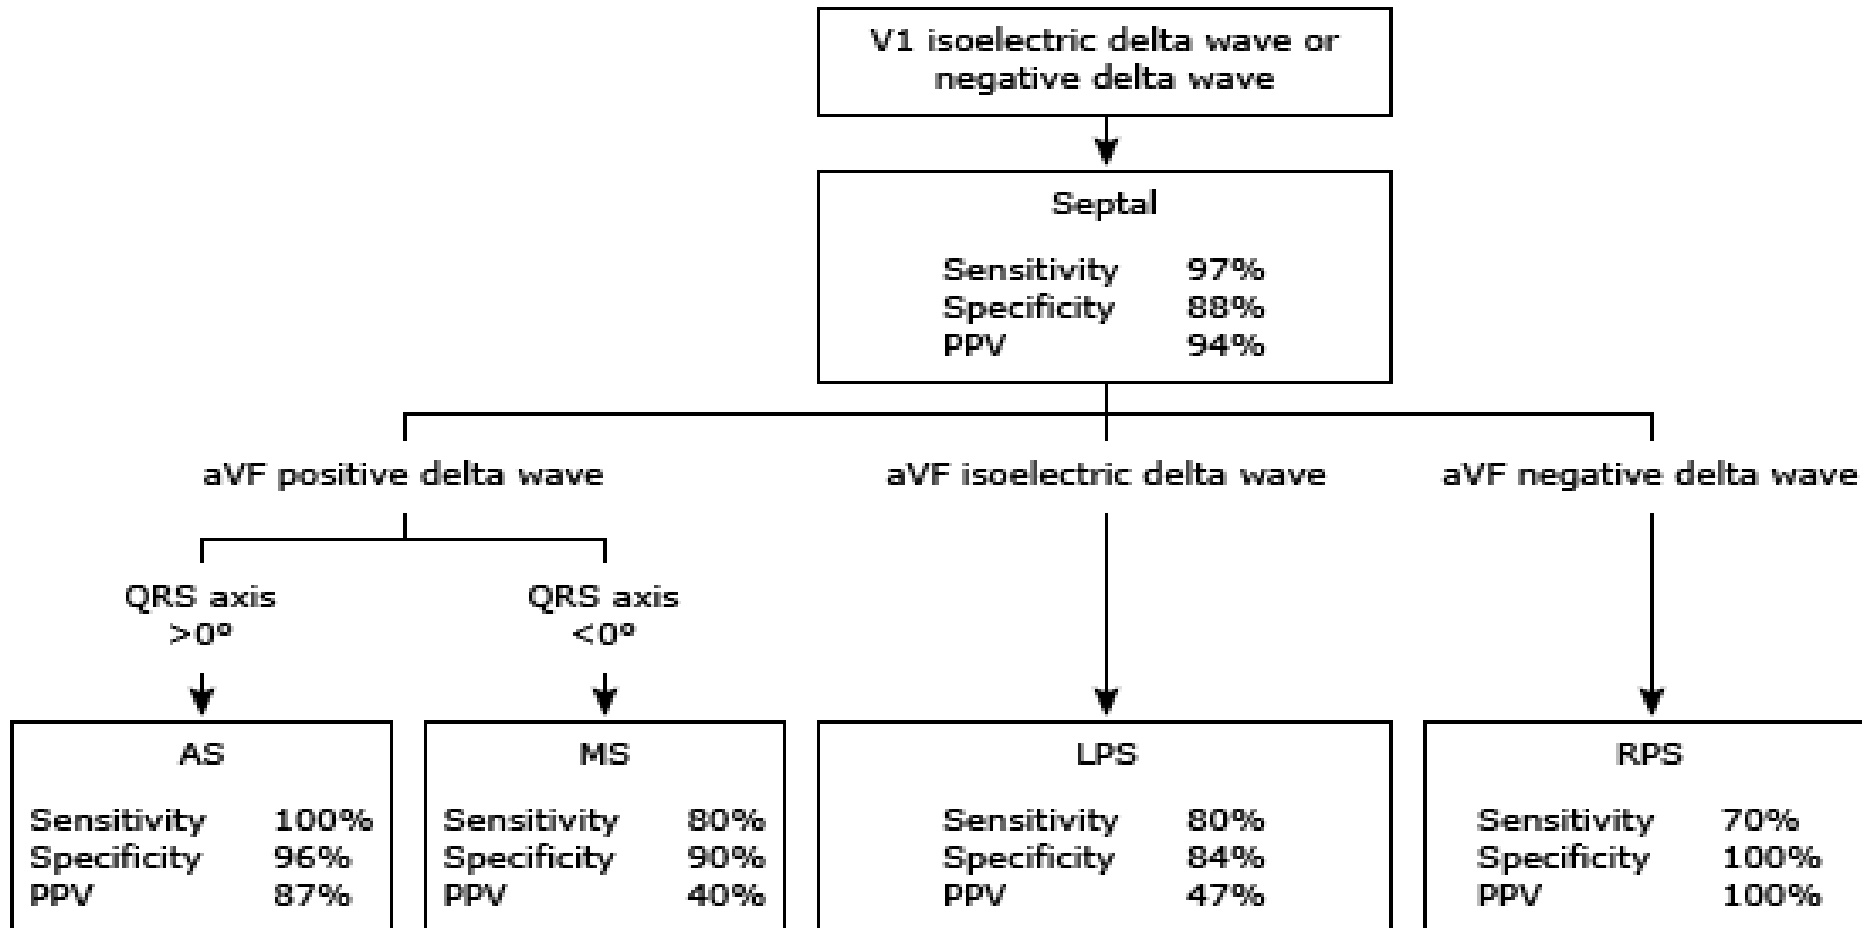 V1 isoelectric delta wave or
negative delta wave
Septal
Sensitivity 97%
Specificity 88%
PPV 94%
aVF positive delta wave
aVF isoelectric delta wave
aVF negative delta wave
QRS axis
>0°
QRS axis
<0°
AS
Sensitivity 100%
Specificity 96%
PPV 87%
MS
Sensitivity 80%
Specificity 90%
PPV 40%
LPS
Sensitivity 80%
Specificity 84%
PPV 47%
RPS
Sensitivity 70%
Specificity 100%
PPV 100%